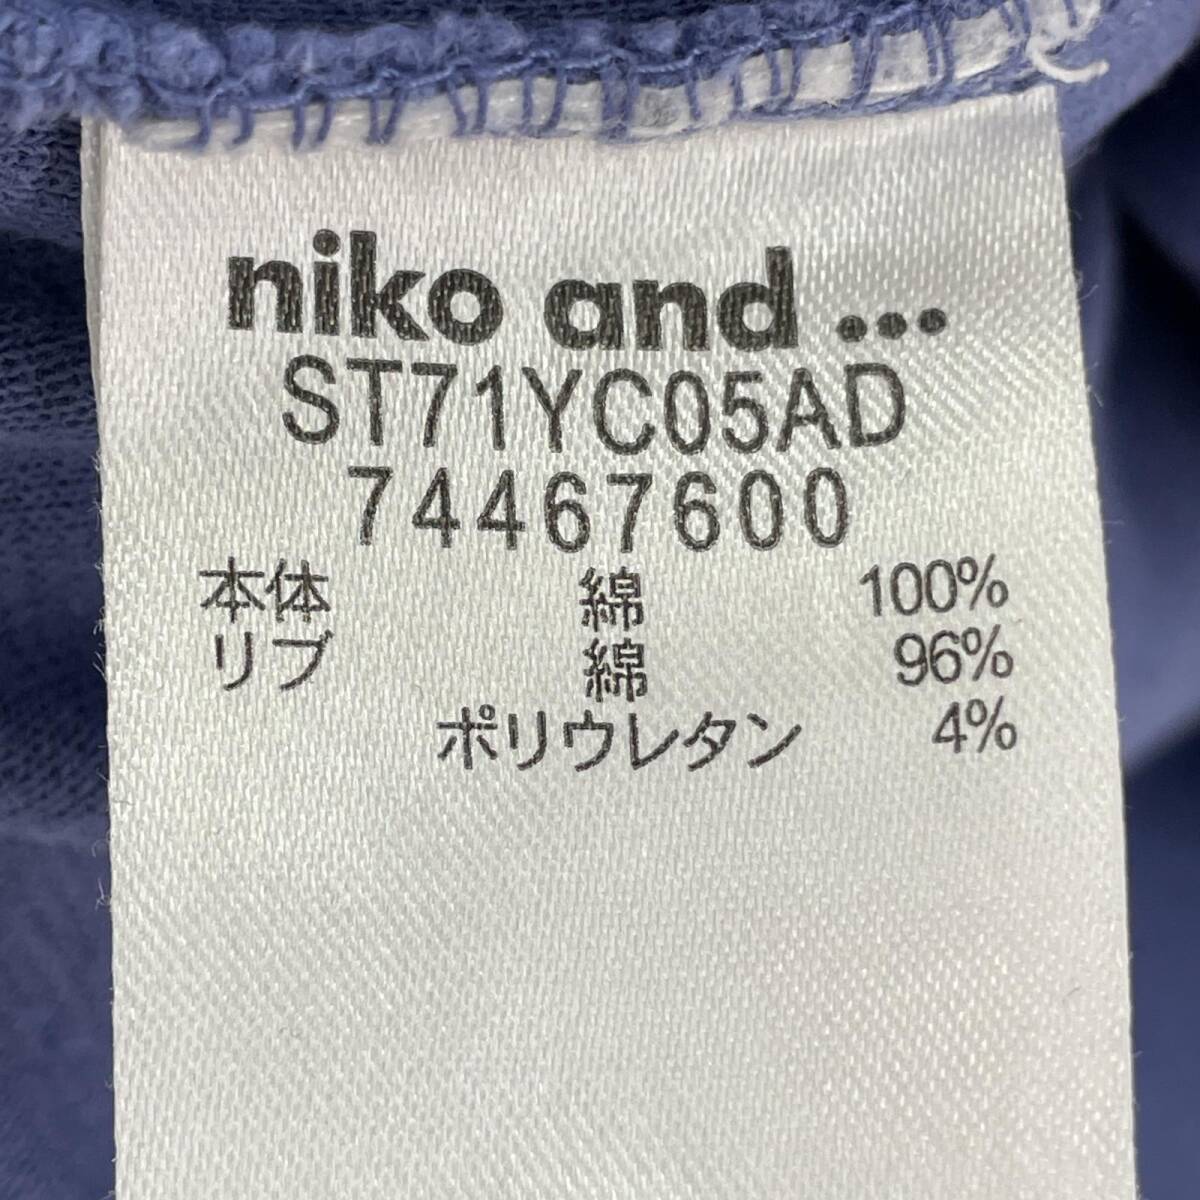 niko and ...
ST71YC05AD
74467600
本体 綿 100%
リブ 綿 96%
ポリウレタン 4%